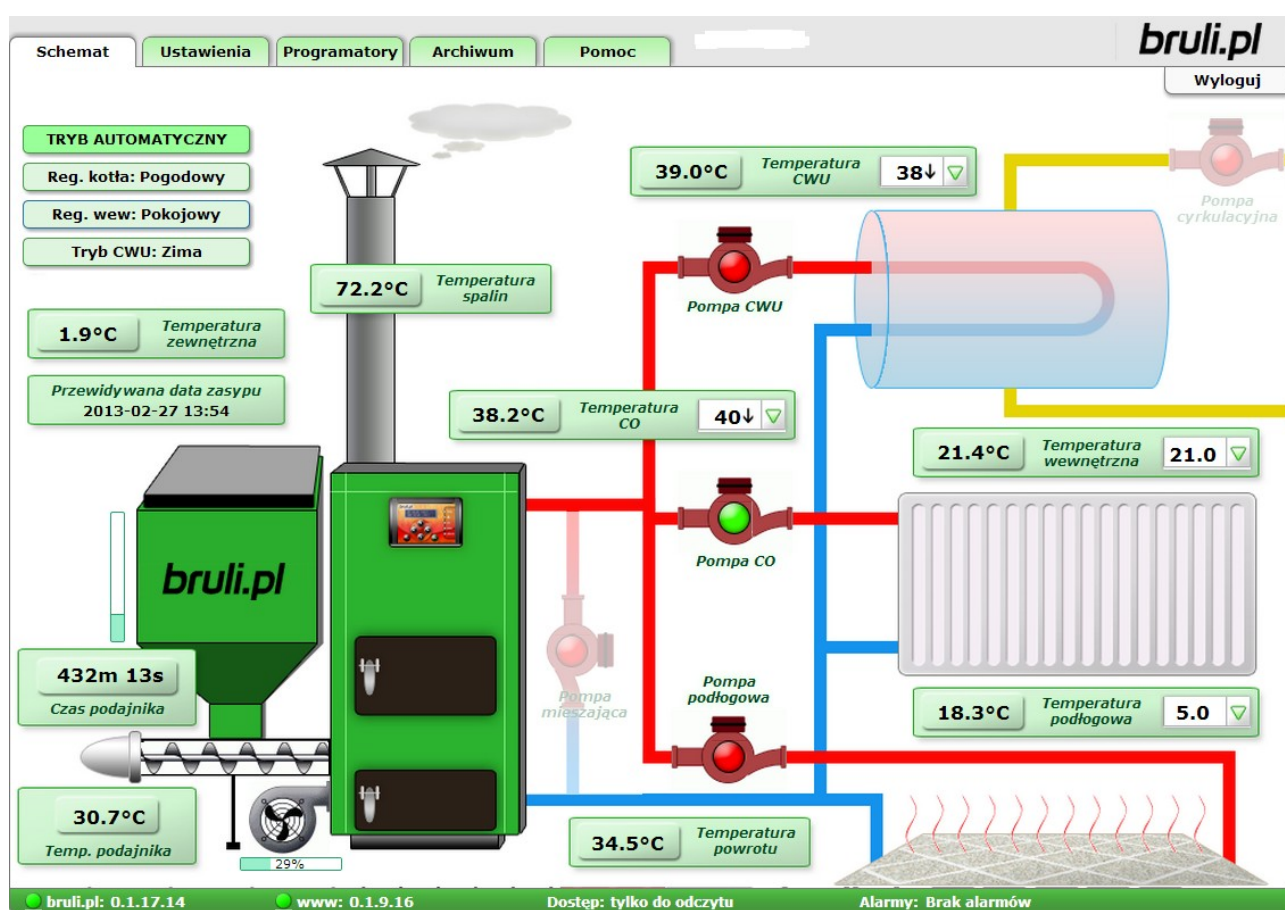 Schemat
Ustawienia
Programatory
Archiwum
Pomoc
bruli.pl
Wyloguj
TRYB AUTOMATYCZNY
Reg. kotła: Pogodowy
Reg. wew: Pokojowy
Tryb CWU: Zima
39.0°C
Temperatura
CWU
38↓
Pompa
cyrkulacyjna
72.2°C
Temperatura
spalin
Pompa CWU
1.9°C
Temperatura
zewnętrzna
Przewidywana data zasypu
2013-02-27 13:54
38.2°C
Temperatura
CO
40↓
21.4°C
Temperatura
wewnętrzna
21.0
bruli.pl
Pompa CO
432m 13s
Czas podajnika
Pompa
mieszająca
Pompa
podłogowa
18.3°C
Temperatura
podłogowa
5.0
30.7°C
Temp. podajnika
29%
34.5°C
Temperatura
powrotu
bruli.pl: 0.1.17.14
www: 0.1.9.16
Dostęp: tylko do odczytu
Alarmy: Brak alarmów